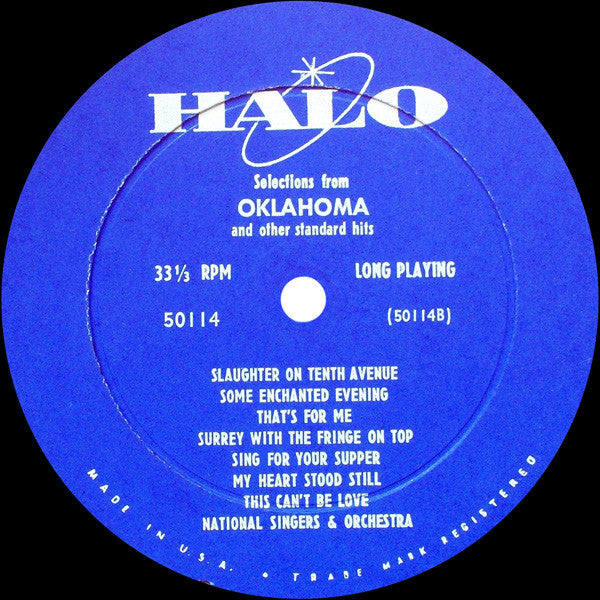 HALO
Selections from
OKLAHOMA
and other standard hits
33 1/3 RPM LONG PLAYING
50114 (50114B)
SLAUGHTER ON TENTH AVENUE
SOME ENCHANTED EVENING
THAT'S FOR ME
SURREY WITH THE FRINGE ON TOP
SING FOR YOUR SUPPER
MY HEART STOOD STILL
THIS CAN'T BE LOVE
NATIONAL SINGERS & ORCHESTRA
MADE IN U.S.A. • TRADE MARK REGISTERED